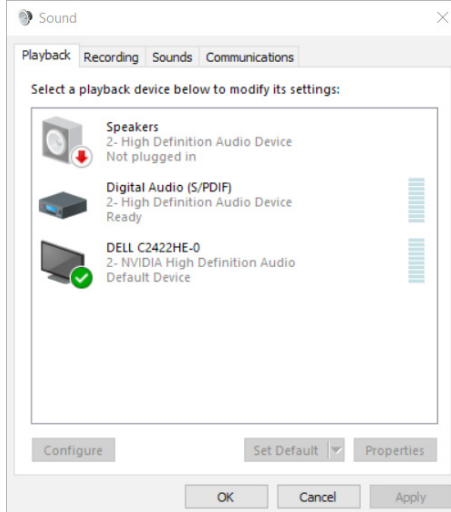 Sound
Playback Recording Sounds Communications
Select a playback device below to modify its settings:
Speakers
2- High Definition Audio Device
Not plugged in
Digital Audio (S/PDIF)
2- High Definition Audio Device
Ready
DELL C2422HE-0
2- NVIDIA High Definition Audio
Default Device
Configure Set Default Properties
OK Cancel Apply